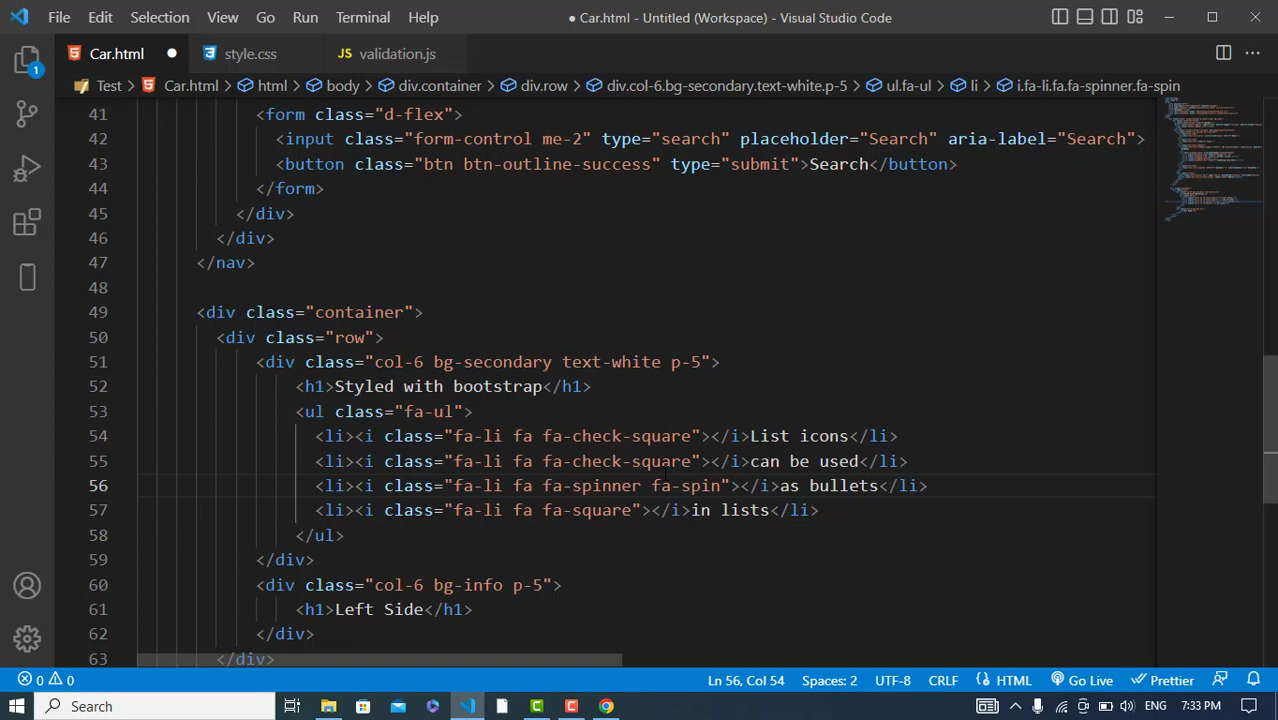 File Edit Selection View Go Run Terminal Help
● Car.html - Untitled (Workspace) - Visual Studio Code
Car.html ●
style.css
JS validation.js
Test > Car.html > html > body > div.container > div.row > div.col-6.bg-secondary.text-white.p-5 > ul.fa-ul > li > i.fa-li.fa.fa-spinner.fa-spin
41 <form class="d-flex">
42 <input class="form-control me-2" type="search" placeholder="Search" aria-label="Search">
43 <button class="btn btn-outline-success" type="submit">Search</button>
44 </form>
45 </div>
46 </div>
47 </nav>
48
49 <div class="container">
50 <div class="row">
51 <div class="col-6 bg-secondary text-white p-5">
52 <h1>Styled with bootstrap</h1>
53 <ul class="fa-ul">
54 <li><i class="fa-li fa fa-check-square"></i>List icons</li>
55 <li><i class="fa-li fa fa-check-square"></i>can be used</li>
56 <li><i class="fa-li fa fa-spinner fa-spin"></i>as bullets</li>
57 <li><i class="fa-li fa fa-square"></i>in lists</li>
58 </ul>
59 </div>
60 <div class="col-6 bg-info p-5">
61 <h1>Left Side</h1>
62 </div>
63 </div>
1
0 0
Ln 56, Col 54 Spaces: 2 UTF-8 CRLF HTML Go Live Prettier
Search
ENG 7:33 PM